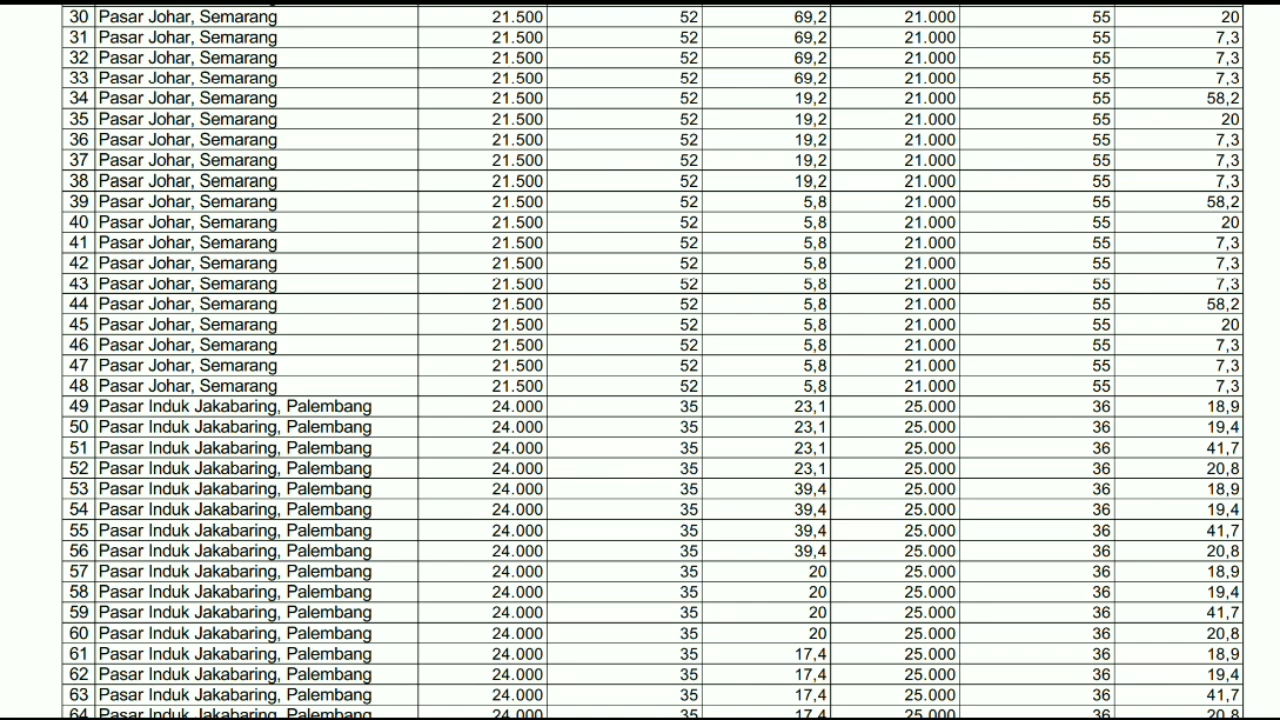 30 Pasar Johar, Semarang 21.500 52 69,2 21.000 55 20
31 Pasar Johar, Semarang 21.500 52 69,2 21.000 55 7,3
32 Pasar Johar, Semarang 21.500 52 69,2 21.000 55 7,3
33 Pasar Johar, Semarang 21.500 52 69,2 21.000 55 7,3
34 Pasar Johar, Semarang 21.500 52 19,2 21.000 55 58,2
35 Pasar Johar, Semarang 21.500 52 19,2 21.000 55 20
36 Pasar Johar, Semarang 21.500 52 19,2 21.000 55 7,3
37 Pasar Johar, Semarang 21.500 52 19,2 21.000 55 7,3
38 Pasar Johar, Semarang 21.500 52 19,2 21.000 55 7,3
39 Pasar Johar, Semarang 21.500 52 5,8 21.000 55 58,2
40 Pasar Johar, Semarang 21.500 52 5,8 21.000 55 20
41 Pasar Johar, Semarang 21.500 52 5,8 21.000 55 7,3
42 Pasar Johar, Semarang 21.500 52 5,8 21.000 55 7,3
43 Pasar Johar, Semarang 21.500 52 5,8 21.000 55 7,3
44 Pasar Johar, Semarang 21.500 52 5,8 21.000 55 58,2
45 Pasar Johar, Semarang 21.500 52 5,8 21.000 55 20
46 Pasar Johar, Semarang 21.500 52 5,8 21.000 55 7,3
47 Pasar Johar, Semarang 21.500 52 5,8 21.000 55 7,3
48 Pasar Johar, Semarang 21.500 52 5,8 21.000 55 7,3
49 Pasar Induk Jakabaring, Palembang 24.000 35 23,1 25.000 36 18,9
50 Pasar Induk Jakabaring, Palembang 24.000 35 23,1 25.000 36 19,4
51 Pasar Induk Jakabaring, Palembang 24.000 35 23,1 25.000 36 41,7
52 Pasar Induk Jakabaring, Palembang 24.000 35 23,1 25.000 36 20,8
53 Pasar Induk Jakabaring, Palembang 24.000 35 39,4 25.000 36 18,9
54 Pasar Induk Jakabaring, Palembang 24.000 35 39,4 25.000 36 19,4
55 Pasar Induk Jakabaring, Palembang 24.000 35 39,4 25.000 36 41,7
56 Pasar Induk Jakabaring, Palembang 24.000 35 39,4 25.000 36 20,8
57 Pasar Induk Jakabaring, Palembang 24.000 35 20 25.000 36 18,9
58 Pasar Induk Jakabaring, Palembang 24.000 35 20 25.000 36 19,4
59 Pasar Induk Jakabaring, Palembang 24.000 35 20 25.000 36 41,7
60 Pasar Induk Jakabaring, Palembang 24.000 35 20 25.000 36 20,8
61 Pasar Induk Jakabaring, Palembang 24.000 35 17,4 25.000 36 18,9
62 Pasar Induk Jakabaring, Palembang 24.000 35 17,4 25.000 36 19,4
63 Pasar Induk Jakabaring, Palembang 24.000 35 17,4 25.000 36 41,7
64 Pasar Induk Jakabaring, Palembang 24.000 35 17,4 25.000 36 20,8